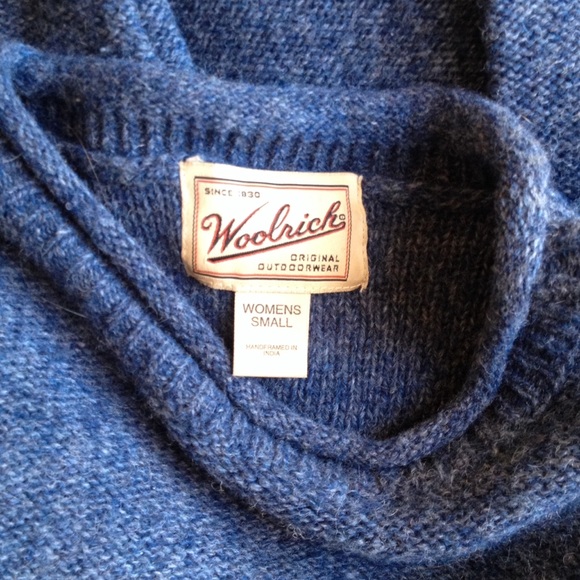 SINCE 1830
Woolrich®
ORIGINAL
OUTDOORWEAR
WOMENS
SMALL
HANDFRAMED IN
INDIA